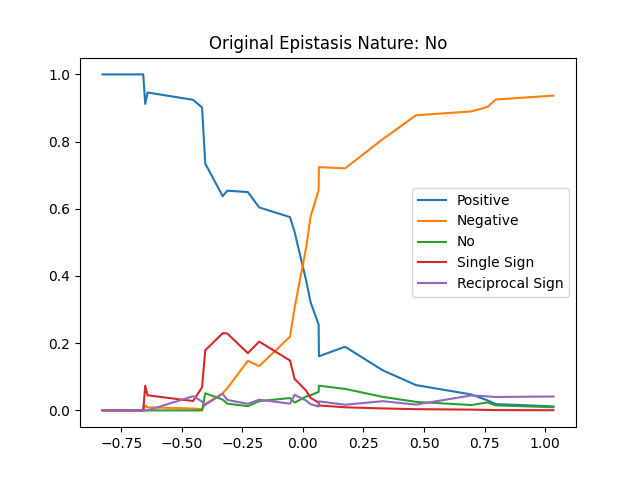 Original Epistasis Nature: No
1.0
0.8
0.6
0.4
0.2
0.0
Positive
Negative
No
Single Sign
Reciprocal Sign
−0.75 −0.50 −0.25 0.00 0.25 0.50 0.75 1.00